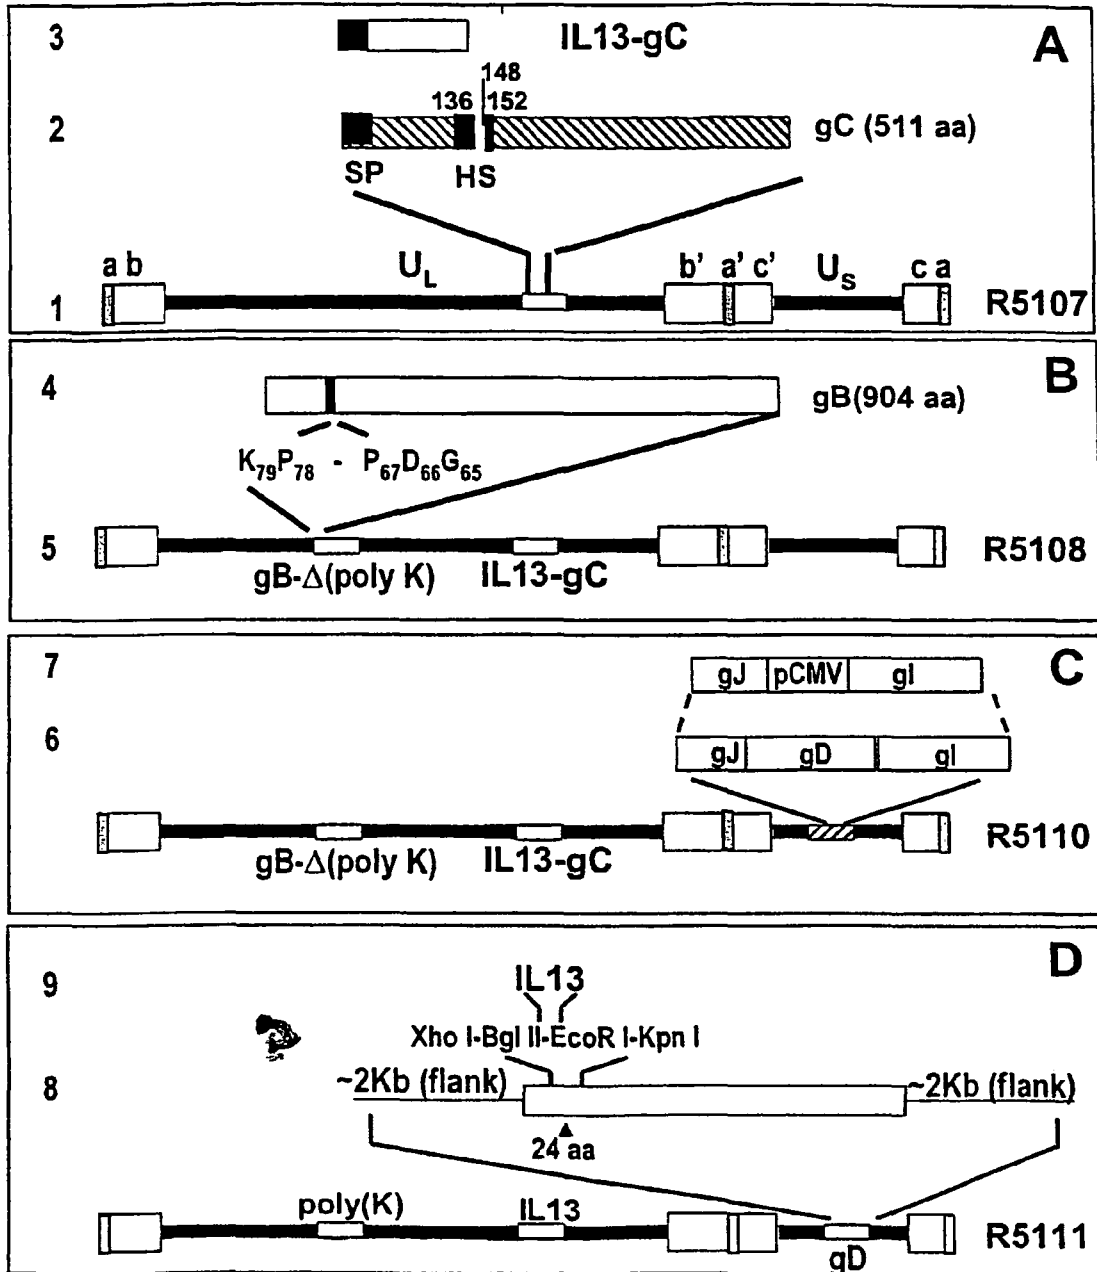 3 IL13-gC A
148
136 152
2 gC (511 aa)
SP HS
a b U_L b' a' c' U_S c a
1 R5107
B
4 gB(904 aa)
K₇₉P₇₈ - P₆₇D₆₆G₆₅
5 R5108
gB-Δ(poly K) IL13-gC
7 gJ pCMV gI C
6 gJ gD gI
R5110
gB-Δ(poly K) IL13-gC
D
9 IL13
Xho I-Bgl II-EcoR I-Kpn I
8 ~2Kb (flank) ~2Kb (flank)
24 aa
poly(K) IL13
R5111
gD